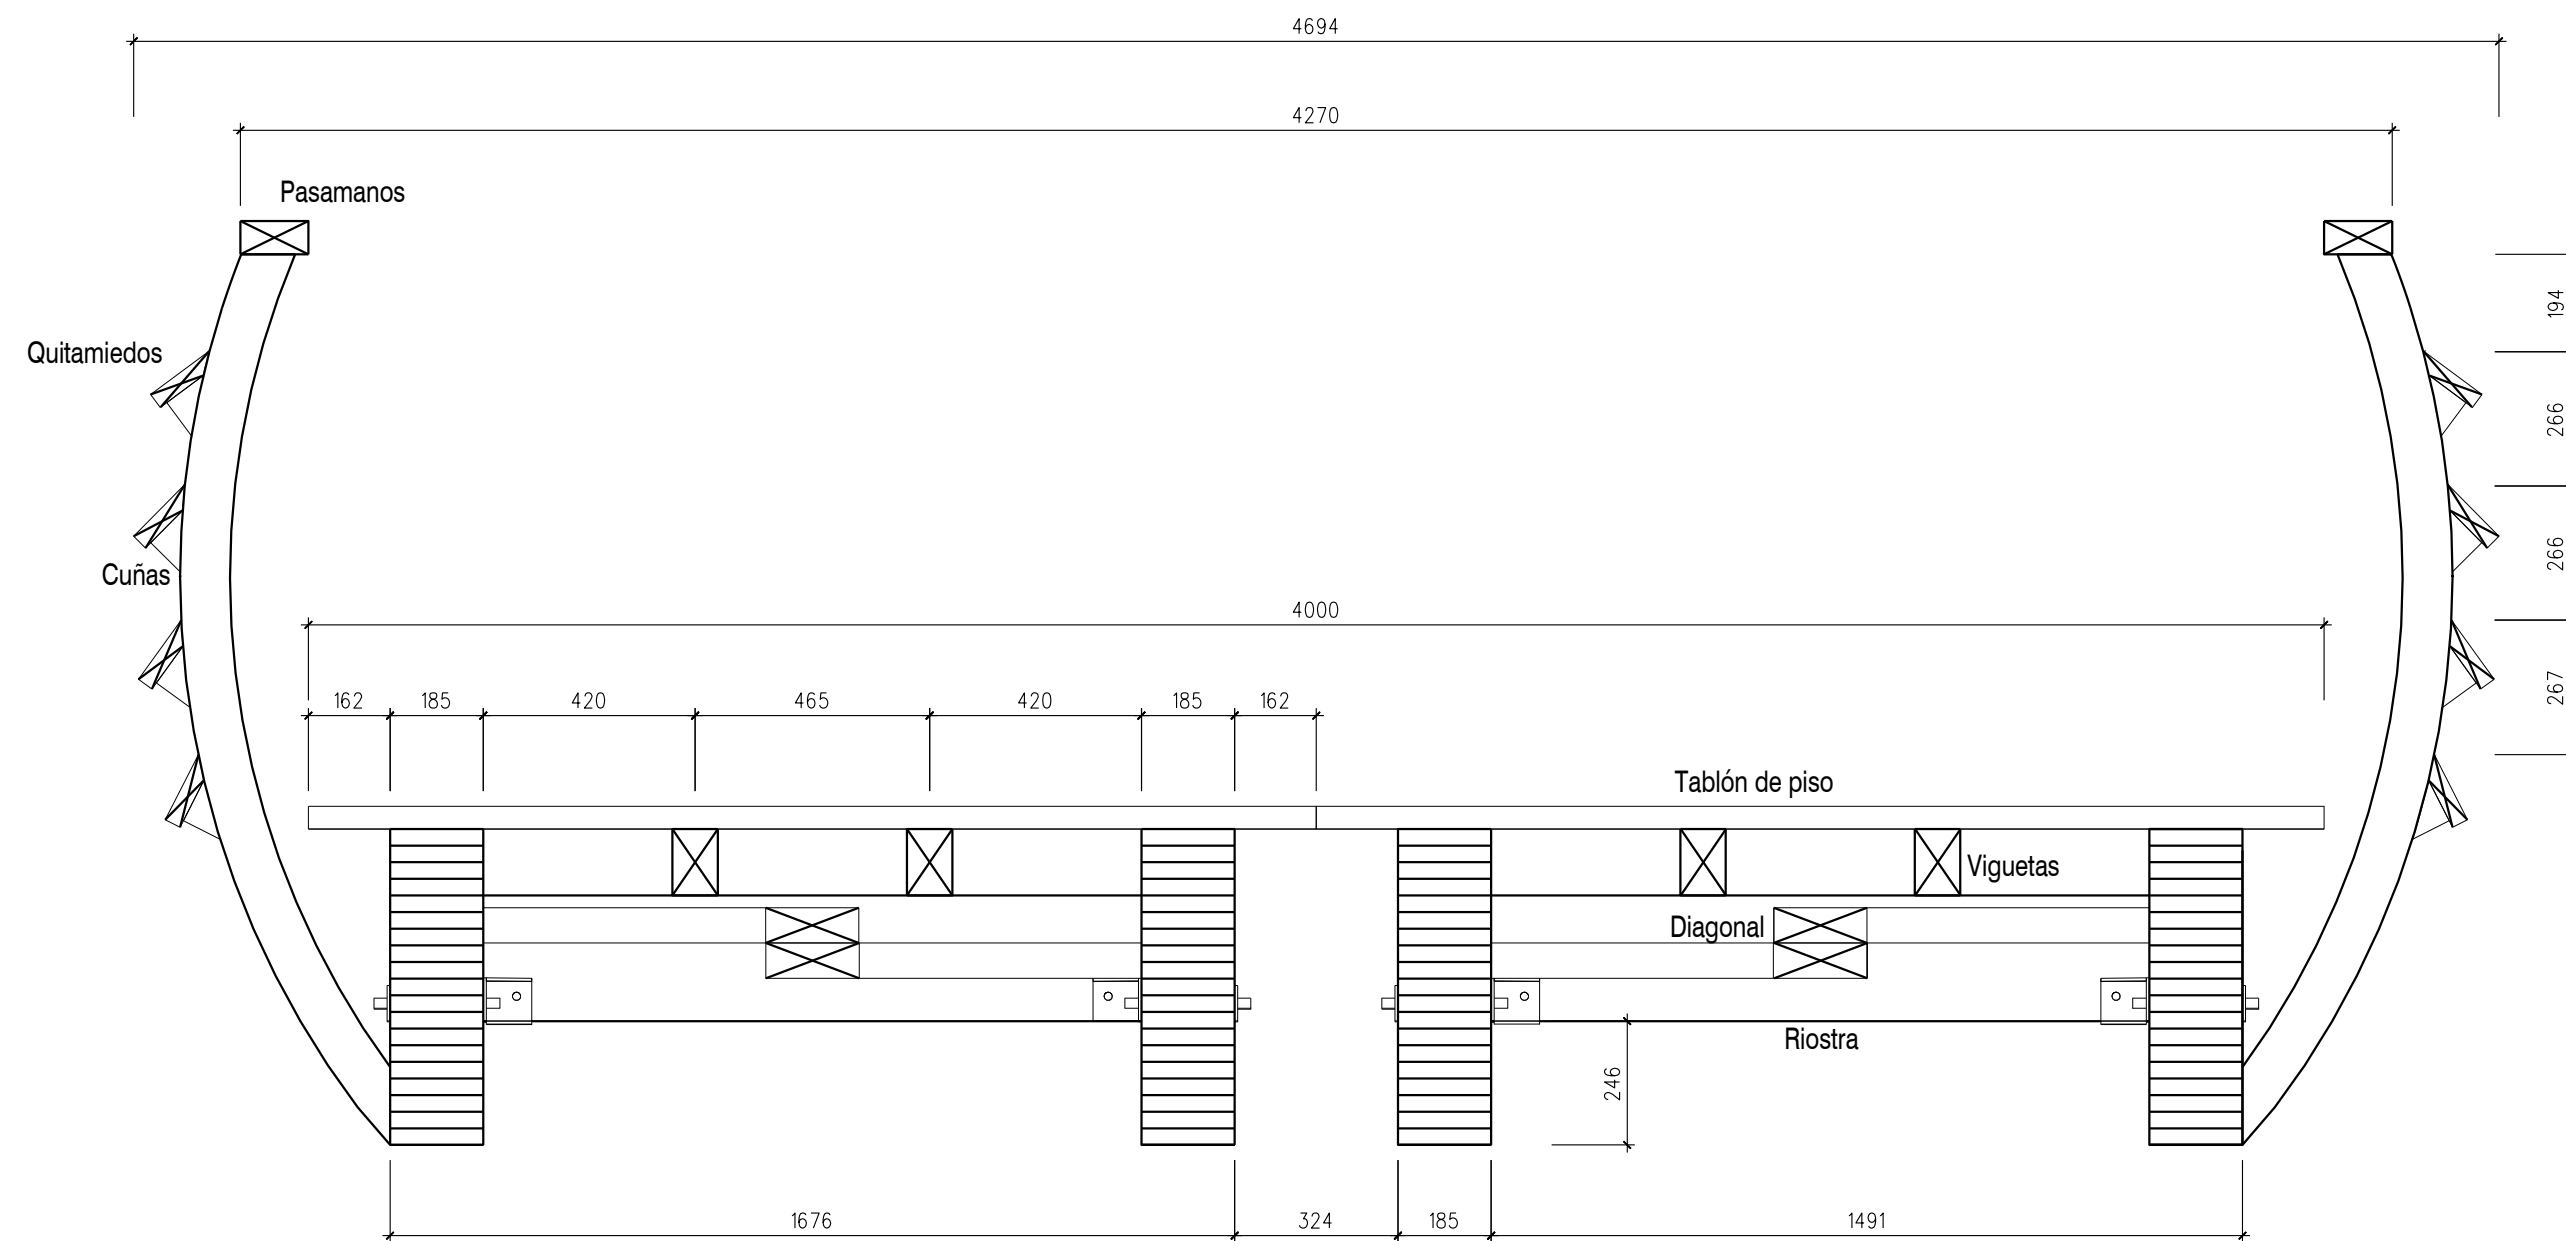 4694
4270
Pasamanos
194
Quitamiedos
266
266
Cuñas
4000
267
162 185 420 465 420 185 162
Tablón de piso
Viguetas
Diagonal
Riostra
246
1676 324 185 1491